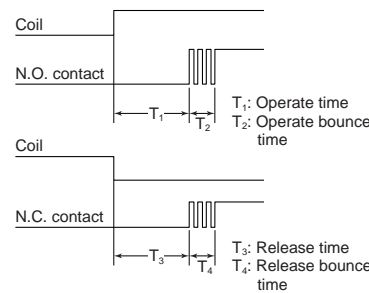 Coil
N.O. contact
T1
T2
T1: Operate time
T2: Operate bounce
time
Coil
N.C. contact
T3
T4
T3: Release time
T4: Release bounce
time